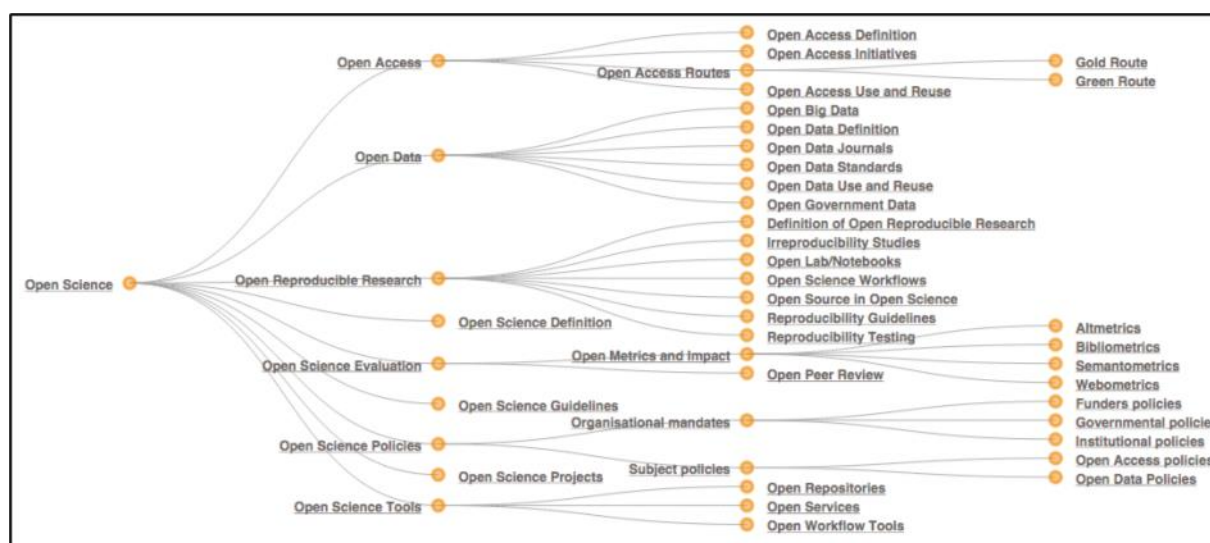 Open Science
Open Access
Open Access Definition
Open Access Initiatives
Open Access Routes
Gold Route
Green Route
Open Access Use and Reuse
Open Data
Open Big Data
Open Data Definition
Open Data Journals
Open Data Standards
Open Data Use and Reuse
Open Government Data
Open Reproducible Research
Definition of Open Reproducible Research
Irreproducibility Studies
Open Lab/Notebooks
Open Science Workflows
Open Source in Open Science
Reproducibility Guidelines
Reproducibility Testing
Open Science Definition
Open Science Evaluation
Open Metrics and Impact
Altmetrics
Bibliometrics
Semantometrics
Webometrics
Open Peer Review
Open Science Guidelines
Open Science Policies
Organisational mandates
Funders policies
Governmental policie
Institutional policies
Subject policies
Open Access policies
Open Data Policies
Open Science Projects
Open Science Tools
Open Repositories
Open Services
Open Workflow Tools